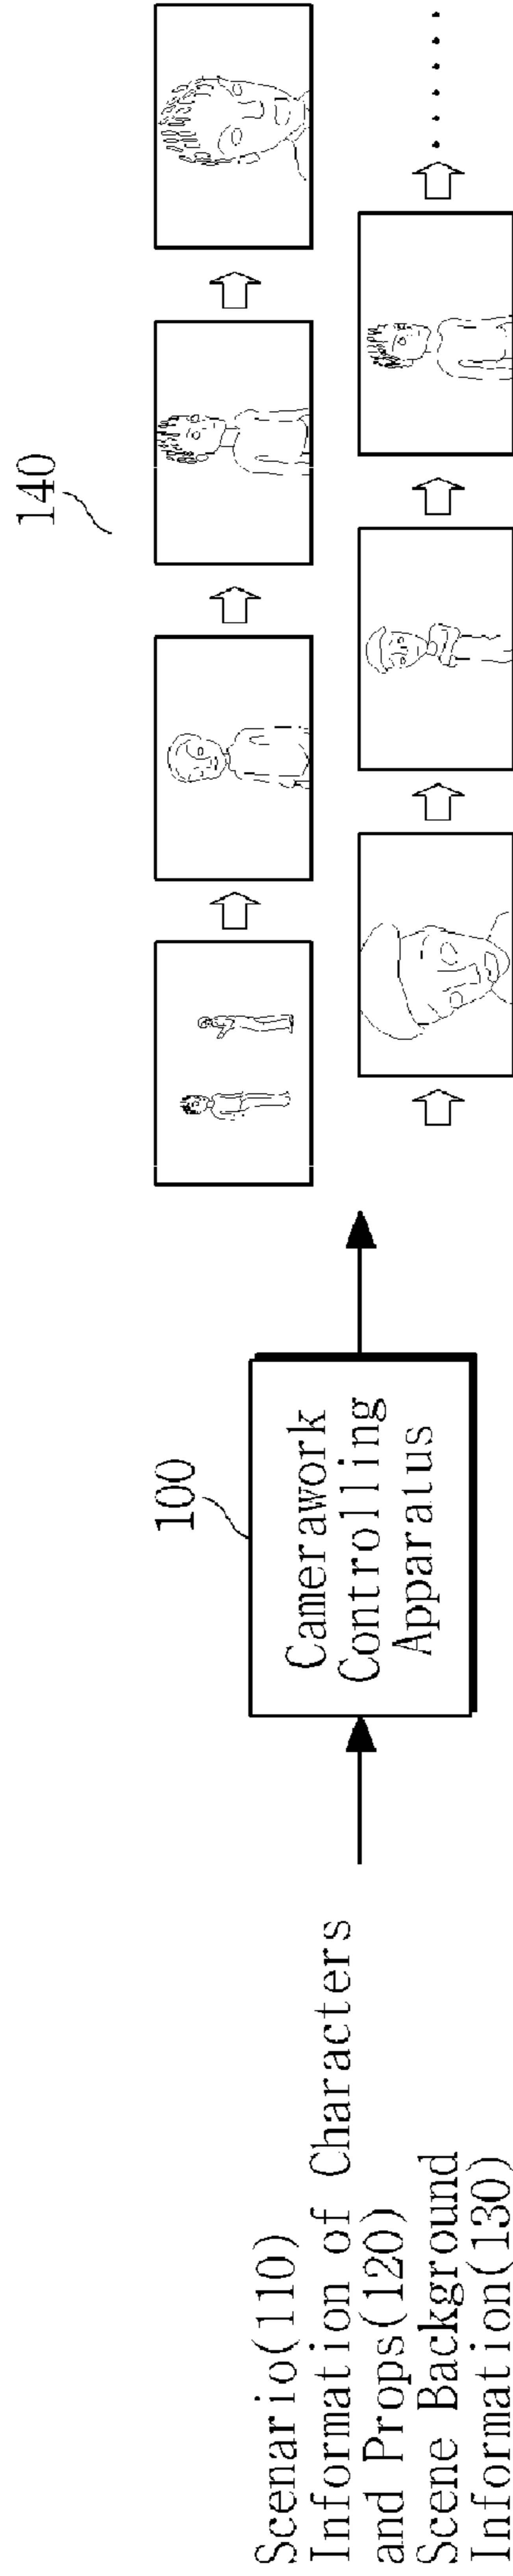 Scenario(110)
Information of Characters
and Props(120)
Scene Background
Information(130)
100
Camerawork
Controlling
Apparatus
140